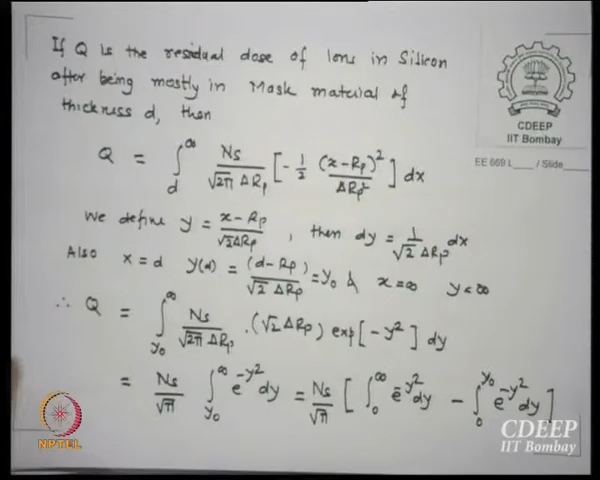 If Q is the residual dose of Ions in Silicon
after being mostly in Mask material of
thickness d, then
Q = ∫_d^∞ Ns/(√2π ΔRp) [-1/2 (x-Rp)²/ΔRp²] dx
We define y = (x-Rp)/(√2 ΔRp), then dy = 1/(√2 ΔRp) dx
Also x=d y(d) = (d-Rp)/(√2 ΔRp) = y₀ & x=∞ y=∞
∴ Q = ∫_y₀^∞ Ns/(√2π ΔRp) . (√2 ΔRp) exp[-y²] dy
= Ns/√π ∫_y₀^∞ e^-y² dy = Ns/√π [∫_0^∞ e^-y² dy - ∫_0^y₀ e^-y² dy]
CDEEP
IIT Bombay
EE 669 L / Slide
NPTEL
CDEEP
IIT Bombay